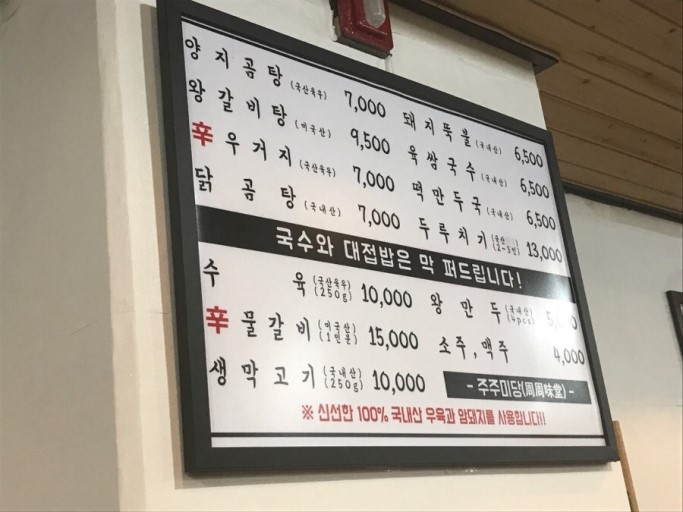 양지곰탕 (국산육우) 7,000 돼지뚝불 (국내산) 6,500
왕갈비탕 (미국산) 9,500 육쌈국수 (국내산) 6,500
辛우거지 (국산육우) 7,000 떡만두국 (국내산) 6,500
닭곰탕 (국내산) 7,000 두루치기 (2~3인) 13,000
국수와 대접밥은 막 퍼드립니다!
수육 (국산육우) (250g) 10,000 왕만두 (국내산) (4pcs)
辛물갈비 (미국산) (1인분) 15,000 소주, 맥주 4,000
생막고기 (국내산) (250g) 10,000 - 주주미당(周周味堂) -
※ 신선한 100% 국내산 우육과 암돼지를 사용합니다!!